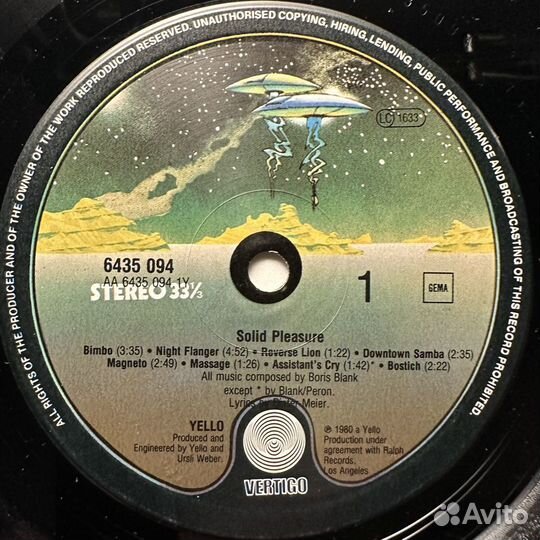 ALL RIGHTS OF THE PRODUCER AND OF THE OWNER OF THE WORK REPRODUCED RESERVED. UNAUTHORISED COPYING, HIRING, LENDING, PUBLIC PERFORMANCE AND BROADCASTING OF THIS RECORD PROHIBITED.
LC 1633
6435 094
AA 6435 094 1Y
STEREO 33⅓
1
GEMA
Solid Pleasure
Bimbo (3:35) • Night Flanger (4:52) • Reverse Lion (1:22) • Downtown Samba (2:35)
Magneto (2:49) • Massage (1:26) • Assistant's Cry (1:42)* • Bostich (2:22)
All music composed by Boris Blank
except * by Blank/Peron.
Lyrics by Dieter Meier.
YELLO
Produced and
Engineered by Yello and
Ursli Weber.
℗ 1980 a Yello
Production under
agreement with Ralph
Records,
Los Angeles
VERTIGO
Avito